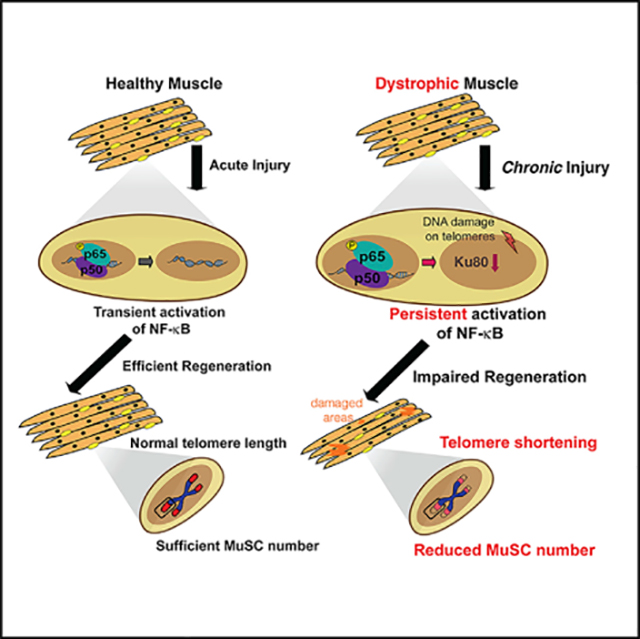 Healthy Muscle
Acute Injury
P
p65
p50
Transient activation
of NF-κB
Efficient Regeneration
Normal telomere length
Sufficient MuSC number
Dystrophic Muscle
Chronic Injury
DNA damage
on telomeres
P
p65
p50
Ku80
Persistent activation
of NF-κB
Impaired Regeneration
damaged
areas
Telomere shortening
Reduced MuSC number